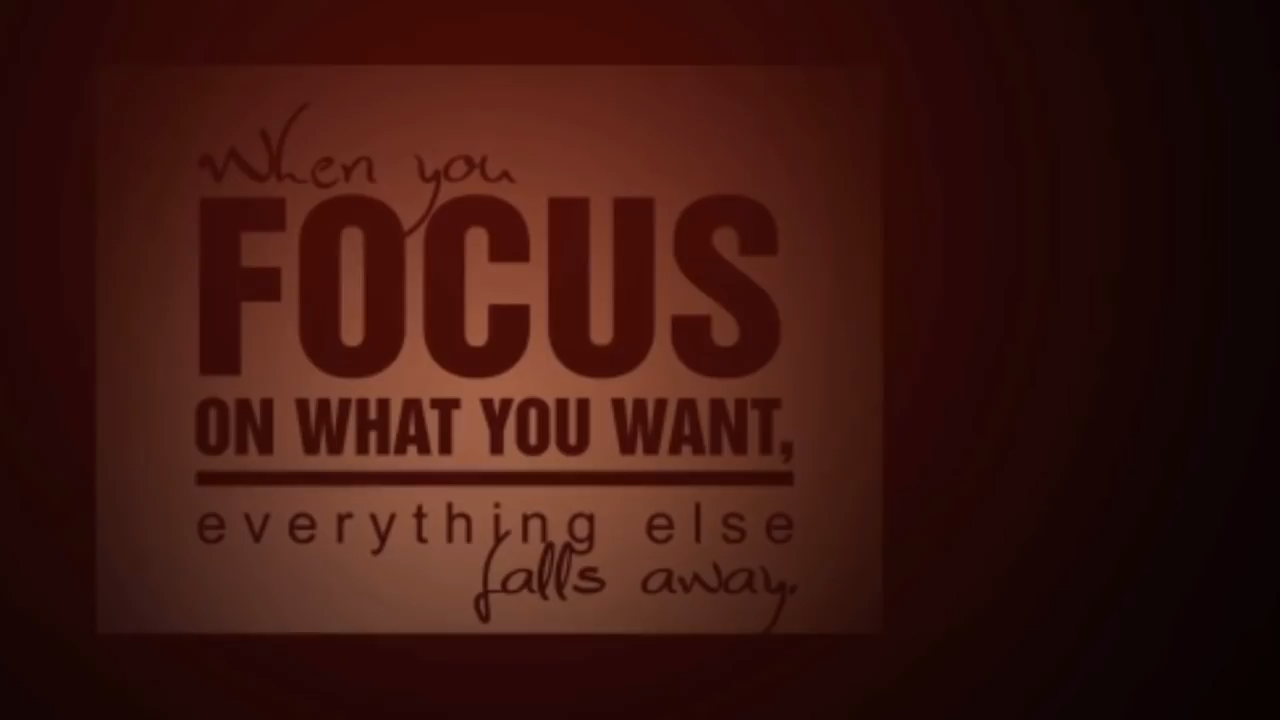 When you
FOCUS
ON WHAT YOU WANT,
everything else
falls away.